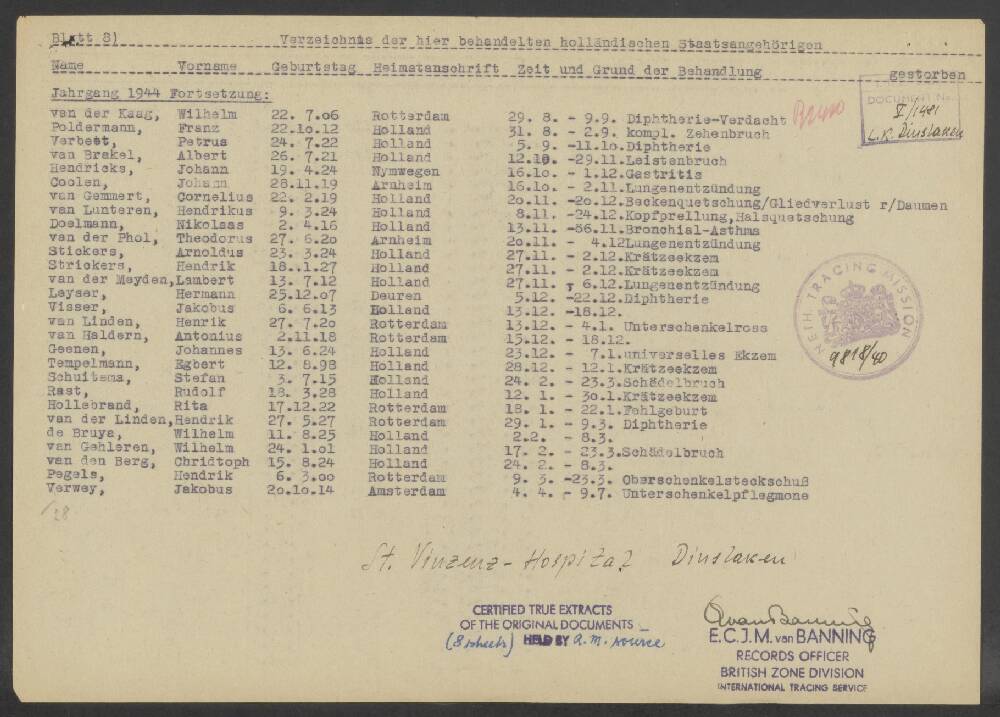 Blatt 8) Verzeichnis der hier behandelten holländischen Staatsangehörigen
Name Vorname Geburtstag Heimatanschrift Zeit und Grund der Behandlung gestorben
Jahrgang 1944 Fortsetzung:
DOCUMENT No.
V/1481
L.K. Dinslaken
van der Kaag, Wilhelm 22. 7.06 Rotterdam 29. 8. - 9.9. Diphtherie-Verdacht
Poldermann, Franz 22.10.12 Holland 31. 8. - 2.9. kompl. Zehenbruch
Verbest, Petrus 24. 7.22 Holland 5. 9. -11.10.Diphtherie
van Brakel, Albert 26. 7.21 Holland 12.10. -29.11.Leistenbruch
Hendricks, Johann 19. 4.24 Nymwegen 16.10. - 1.12.Gastritis
Coolen, Johann 28.11.19 Arnheim 16.10. - 2.11.Lungenentzündung
van Gemmert, Cornelius 22. 2.19 Holland 20.11. -20.12.Beckenquetschung/Gliedverlust r/Daumen
van Lunteren, Hendrikus 9. 3.24 Holland 8.11. -24.12.Kopfprellung,Halsquetschung
Doelmann, Nikolaas 2. 4.16 Holland 13.11. -86.11.Bronchial-Asthma
van der Phol, Theodorus 27. 6.20 Arnheim 20.11. - 4.12Lungenentzündung
Stickers, Arnoldus 23. 3.24 Holland 27.11. - 2.12.Krätzeekzem
Strickers, Hendrik 18. 1.27 Holland 27.11. - 2.12.Krätzeekzem
van der Meyden,Lambert 13. 7.12 Holland 27.11. - 6.12.Lungenentzündung
Leyser, Hermann 25.12.07 Deuren 5.12. -22.12.Diphtherie
Visser, Jakobus 6. 6.13 Holland 13.12. -18.12.
van Linden, Henrik 27. 7.20 Rotterdam 13.12. - 4.1. Unterschenkelross
van Haldern, Antonius 2.11.18 Rotterdam 15.12. - 18.12.
Geenen, Johannes 13. 6.24 Holland 23.12. - 7.1.universelles Ekzem
Tempelmann, Egbert 12. 8.98 Holland 28.12. - 12.1.Krätzeekzem
Schuitema, Stefan 3. 7.15 Holland 24. 2. - 23.3.Schädelbruch
Rast, Rudolf 18. 3.28 Holland 12. 1. - 30.1.Krätzeekzem
Hollebrand, Rita 17.12.22 Rotterdam 18. 1. - 22.1.Fehlgeburt
van der Linden,Hendrik 27. 5.27 Rotterdam 29. 1. - 9.3. Diphtherie
de Bruya, Wilhelm 11. 8.25 Holland 2.2. - 8.3.
van Gehleren, Wilhelm 24. 1.01 Holland 17. 2. - 23.3.Schädelbruch
van den Berg, Chridtoph 15. 8.24 Holland 24. 2. - 8.3.
Pegels, Hendrik 6. 3.00 Rotterdam 9. 3. -23.3. Oberschenkelsteckschuß
Verwey, Jakobus 20.10.14 Amsterdam 4. 4. - 9.7. Unterschenkelpflegmone
NETH TRACING MISSION
9818/40
/28
St. Vinzenz-Hospital Dinslaken
CERTIFIED TRUE EXTRACTS
OF THE ORIGINAL DOCUMENTS
(8 sheets) HELD BY A.M. source
E.C.J.M. van BANNING
RECORDS OFFICER
BRITISH ZONE DIVISION
INTERNATIONAL TRACING SERVICE